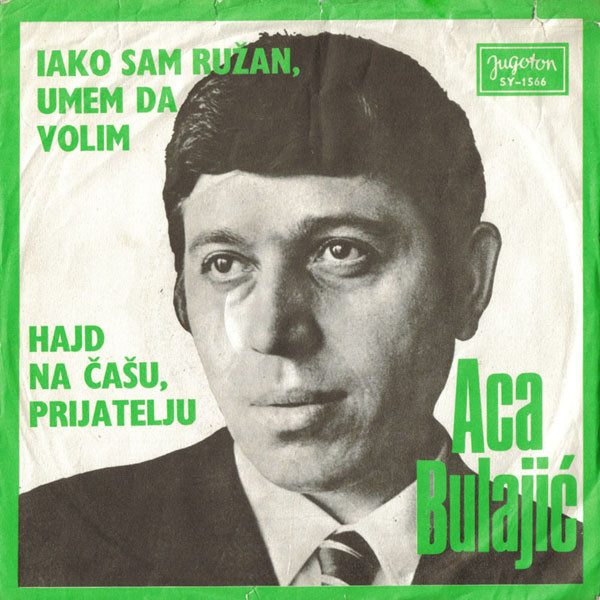 IAKO SAM RUŽAN,
UMEM DA
VOLIM
Jugoton
SY-1566
HAJD
NA ČAŠU,
PRIJATELJU
Aca
Bulajić